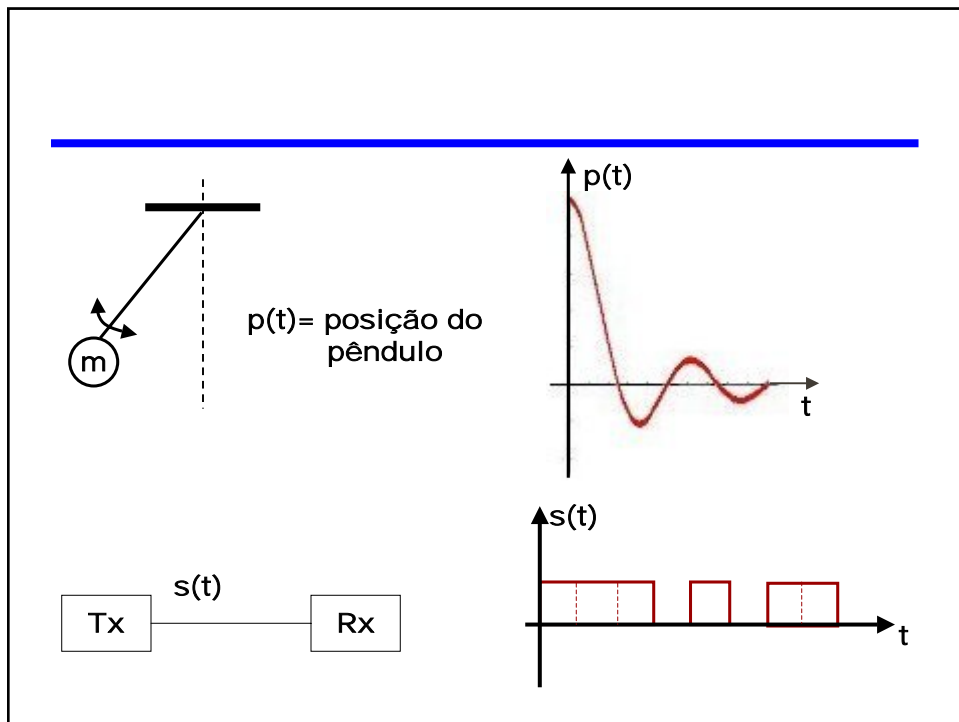 p(t)
p(t)= posição do
pêndulo
m
t
s(t)
s(t)
Tx
Rx
t